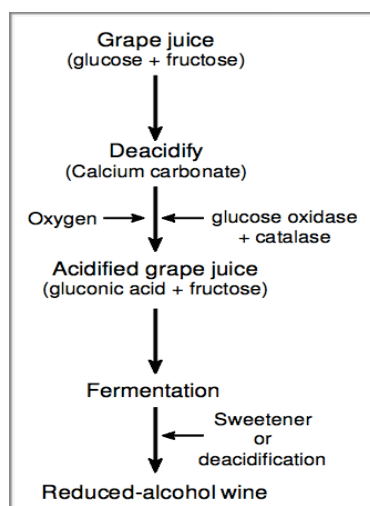 Grape juice
(glucose + fructose)
Deacidify
(Calcium carbonate)
Oxygen
glucose oxidase
+ catalase
Acidified grape juice
(gluconic acid + fructose)
Fermentation
Sweetener
or
deacidification
Reduced-alcohol wine